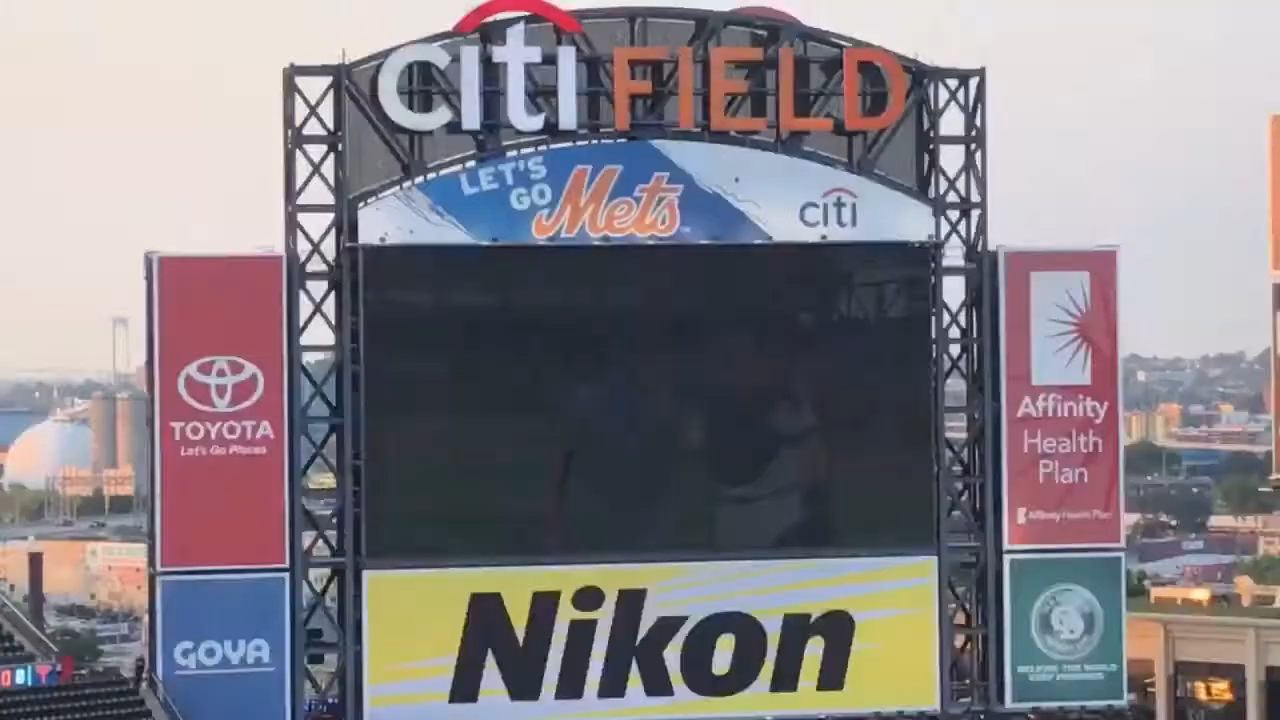 citi FIELD
LET'S
GO Mets
citi
TOYOTA
Let's Go Places
Affinity
Health
Plan
Affinity Health Plan
GOYA
Nikon